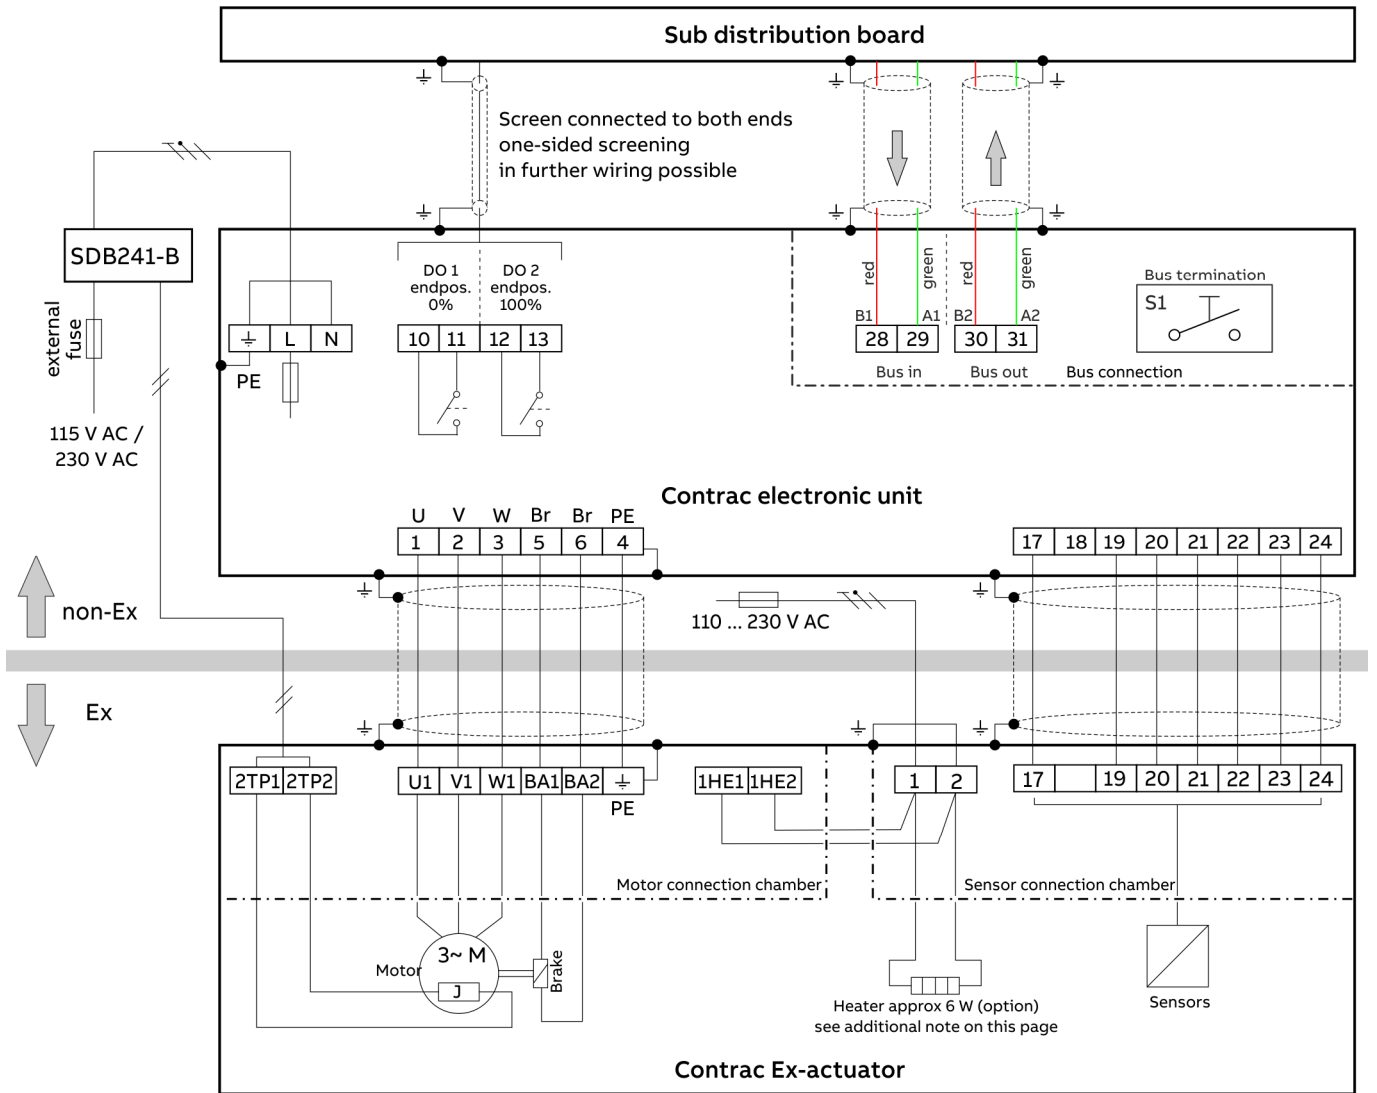 Sub distribution board
Screen connected to both ends
one-sided screening
in further wiring possible
SDB241-B
external
fuse
115 V AC /
230 V AC
L N
PE
DO 1
endpos.
0%
DO 2
endpos.
100%
10 11 12 13
red
green
red
green
B1 A1 B2 A2
28 29 30 31
Bus in
Bus out
Bus connection
Bus termination
S1
Contrac electronic unit
U V W Br Br PE
1 2 3 5 6 4
17 18 19 20 21 22 23 24
non-Ex
Ex
110 ... 230 V AC
2TP1 2TP2
U1 V1 W1 BA1 BA2
PE
1HE1 1HE2
1 2
17 19 20 21 22 23 24
Motor connection chamber
Sensor connection chamber
3~ M
Motor
J
Brake
Heater approx 6 W (option)
see additional note on this page
Sensors
Contrac Ex-actuator